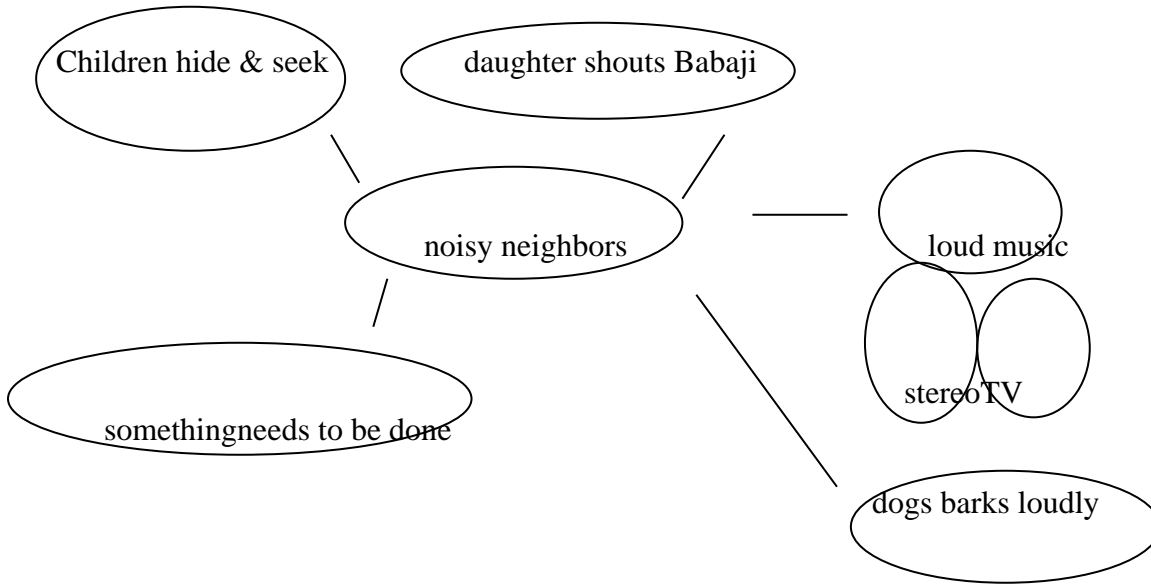 Children hide & seek
daughter shouts Babaji
noisy neighbors
loud music
stereoTV
somethingneeds to be done
dogs barks loudly